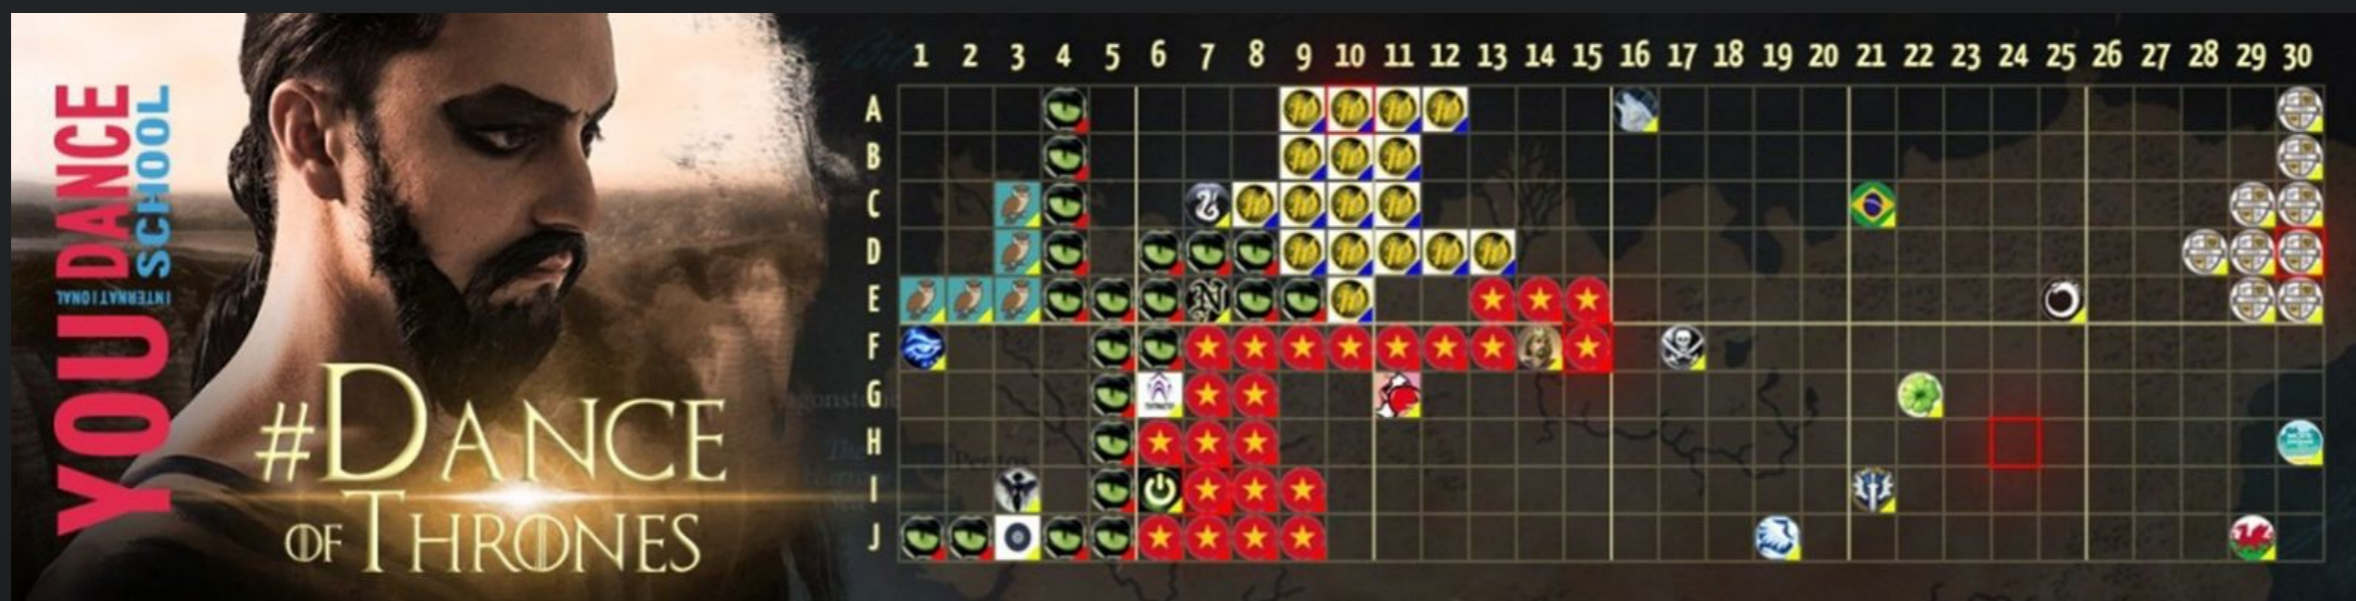 YOU DANCE
INTERNATIONAL SCHOOL
#DANCE
OF THRONES
1 2 3 4 5 6 7 8 9 10 11 12 13 14 15 16 17 18 19 20 21 22 23 24 25 26 27 28 29 30
A
B
C
D
E
F
G
H
I
J